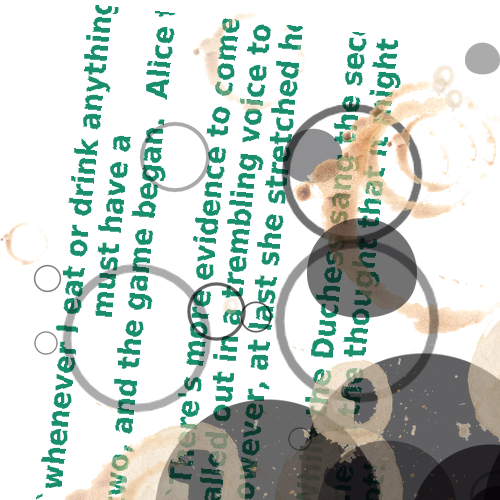 `whenever I eat or drink anything
must have a
wo, and the game began. Alice
There's more evidence to come
alled out in a trembling voice to
owever, at last she stretched he
the Duchess sang the sec
the thought that it might